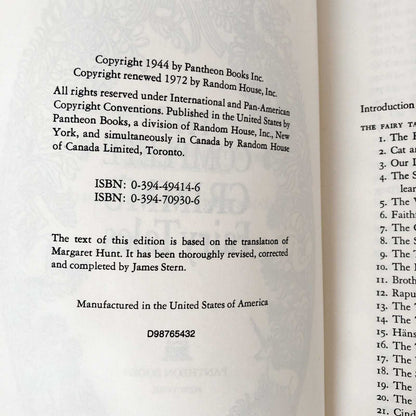 Copyright 1944 by Pantheon Books Inc.
Copyright renewed 1972 by Random House, Inc.
All rights reserved under International and Pan-American
Copyright Conventions. Published in the United States by
Pantheon Books, a division of Random House, Inc., New
York, and simultaneously in Canada by Random House
of Canada Limited, Toronto.
ISBN: 0-394-49414-6
ISBN: 0-394-70930-6
The text of this edition is based on the translation of
Margaret Hunt. It has been thoroughly revised, corrected
and completed by James Stern.
Manufactured in the United States of America
D98765432
Introduction
THE FAIRY TA
1. The F
2. Cat an
3. Our L
4. The S
lear
5. The
6. Faith
7. The
8. The
9. The
10. The
11. Broth
12. Rapu
13. The
14. The
15. Häns
16. The
17. The
18. The
19. The
20. The
21. Cind